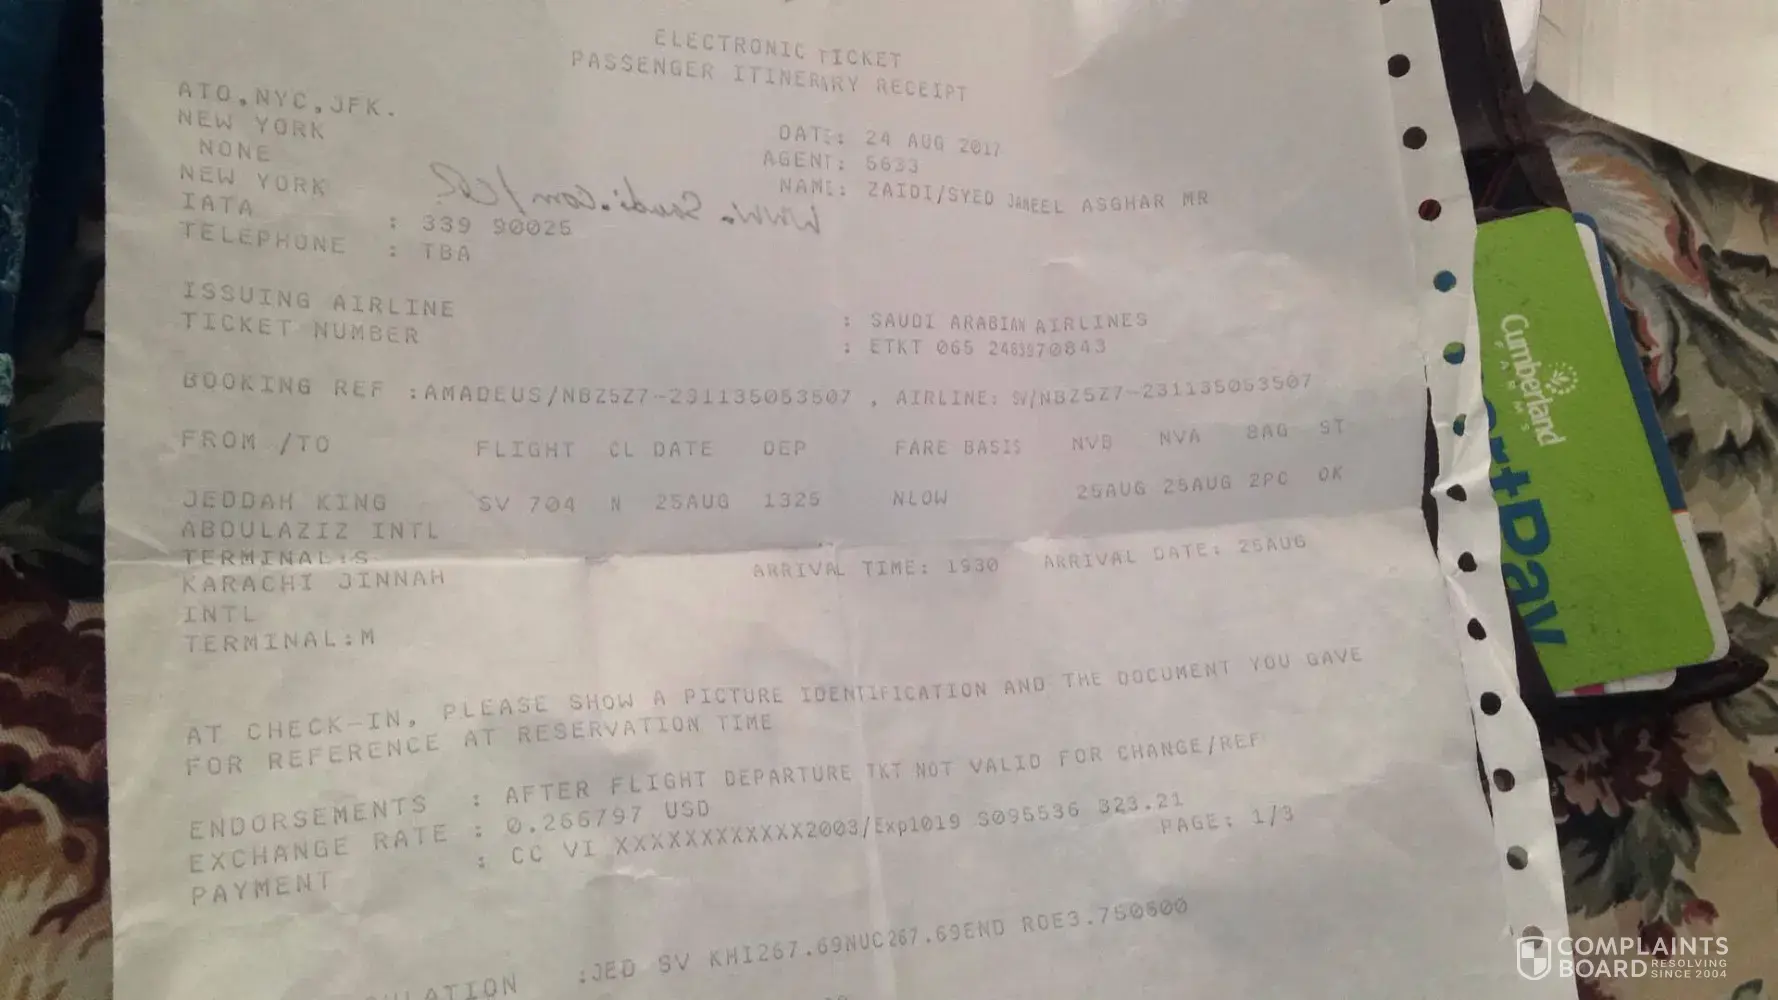 ELECTRONIC TICKET
PASSENGER ITINERARY RECEIPT
ATO,NYC,JFK.
NEW YORK
NONE
NEW YORK
IATA : 339 90025
TELEPHONE : TBA
DATE: 24 AUG 2017
AGENT: 5633
NAME: ZAIDI/SYED JAMEEL ASGHAR MR
www.Saudi.com/
ISSUING AIRLINE : SAUDI ARABIAN AIRLINES
TICKET NUMBER : ETKT 065 2463970843
BOOKING REF :AMADEUS/NBZ5Z7-231135053507 , AIRLINE: SV/NBZ5Z7-231135053507
FROM /TO FLIGHT CL DATE DEP FARE BASIS NVB NVA BAG ST
JEDDAH KING SV 704 N 25AUG 1325 NLOW 25AUG 25AUG 2PC OK
ABDULAZIZ INTL
TERMINAL:S
KARACHI JINNAH ARRIVAL TIME: 1930 ARRIVAL DATE: 25AUG
INTL
TERMINAL:M
AT CHECK-IN, PLEASE SHOW A PICTURE IDENTIFICATION AND THE DOCUMENT YOU GAVE
FOR REFERENCE AT RESERVATION TIME
ENDORSEMENTS : AFTER FLIGHT DEPARTURE TKT NOT VALID FOR CHANGE/REF
EXCHANGE RATE : 0.266797 USD
PAYMENT : CC VI XXXXXXXXXXXX2003/Exp1019 S095536 323.21
PAGE: 1/3
:JED SV KHI267.69NUC267.69END ROE3.750600
Cumberland
FARMS
Pay
COMPLAINTS
BOARD RESOLVING
SINCE 2004